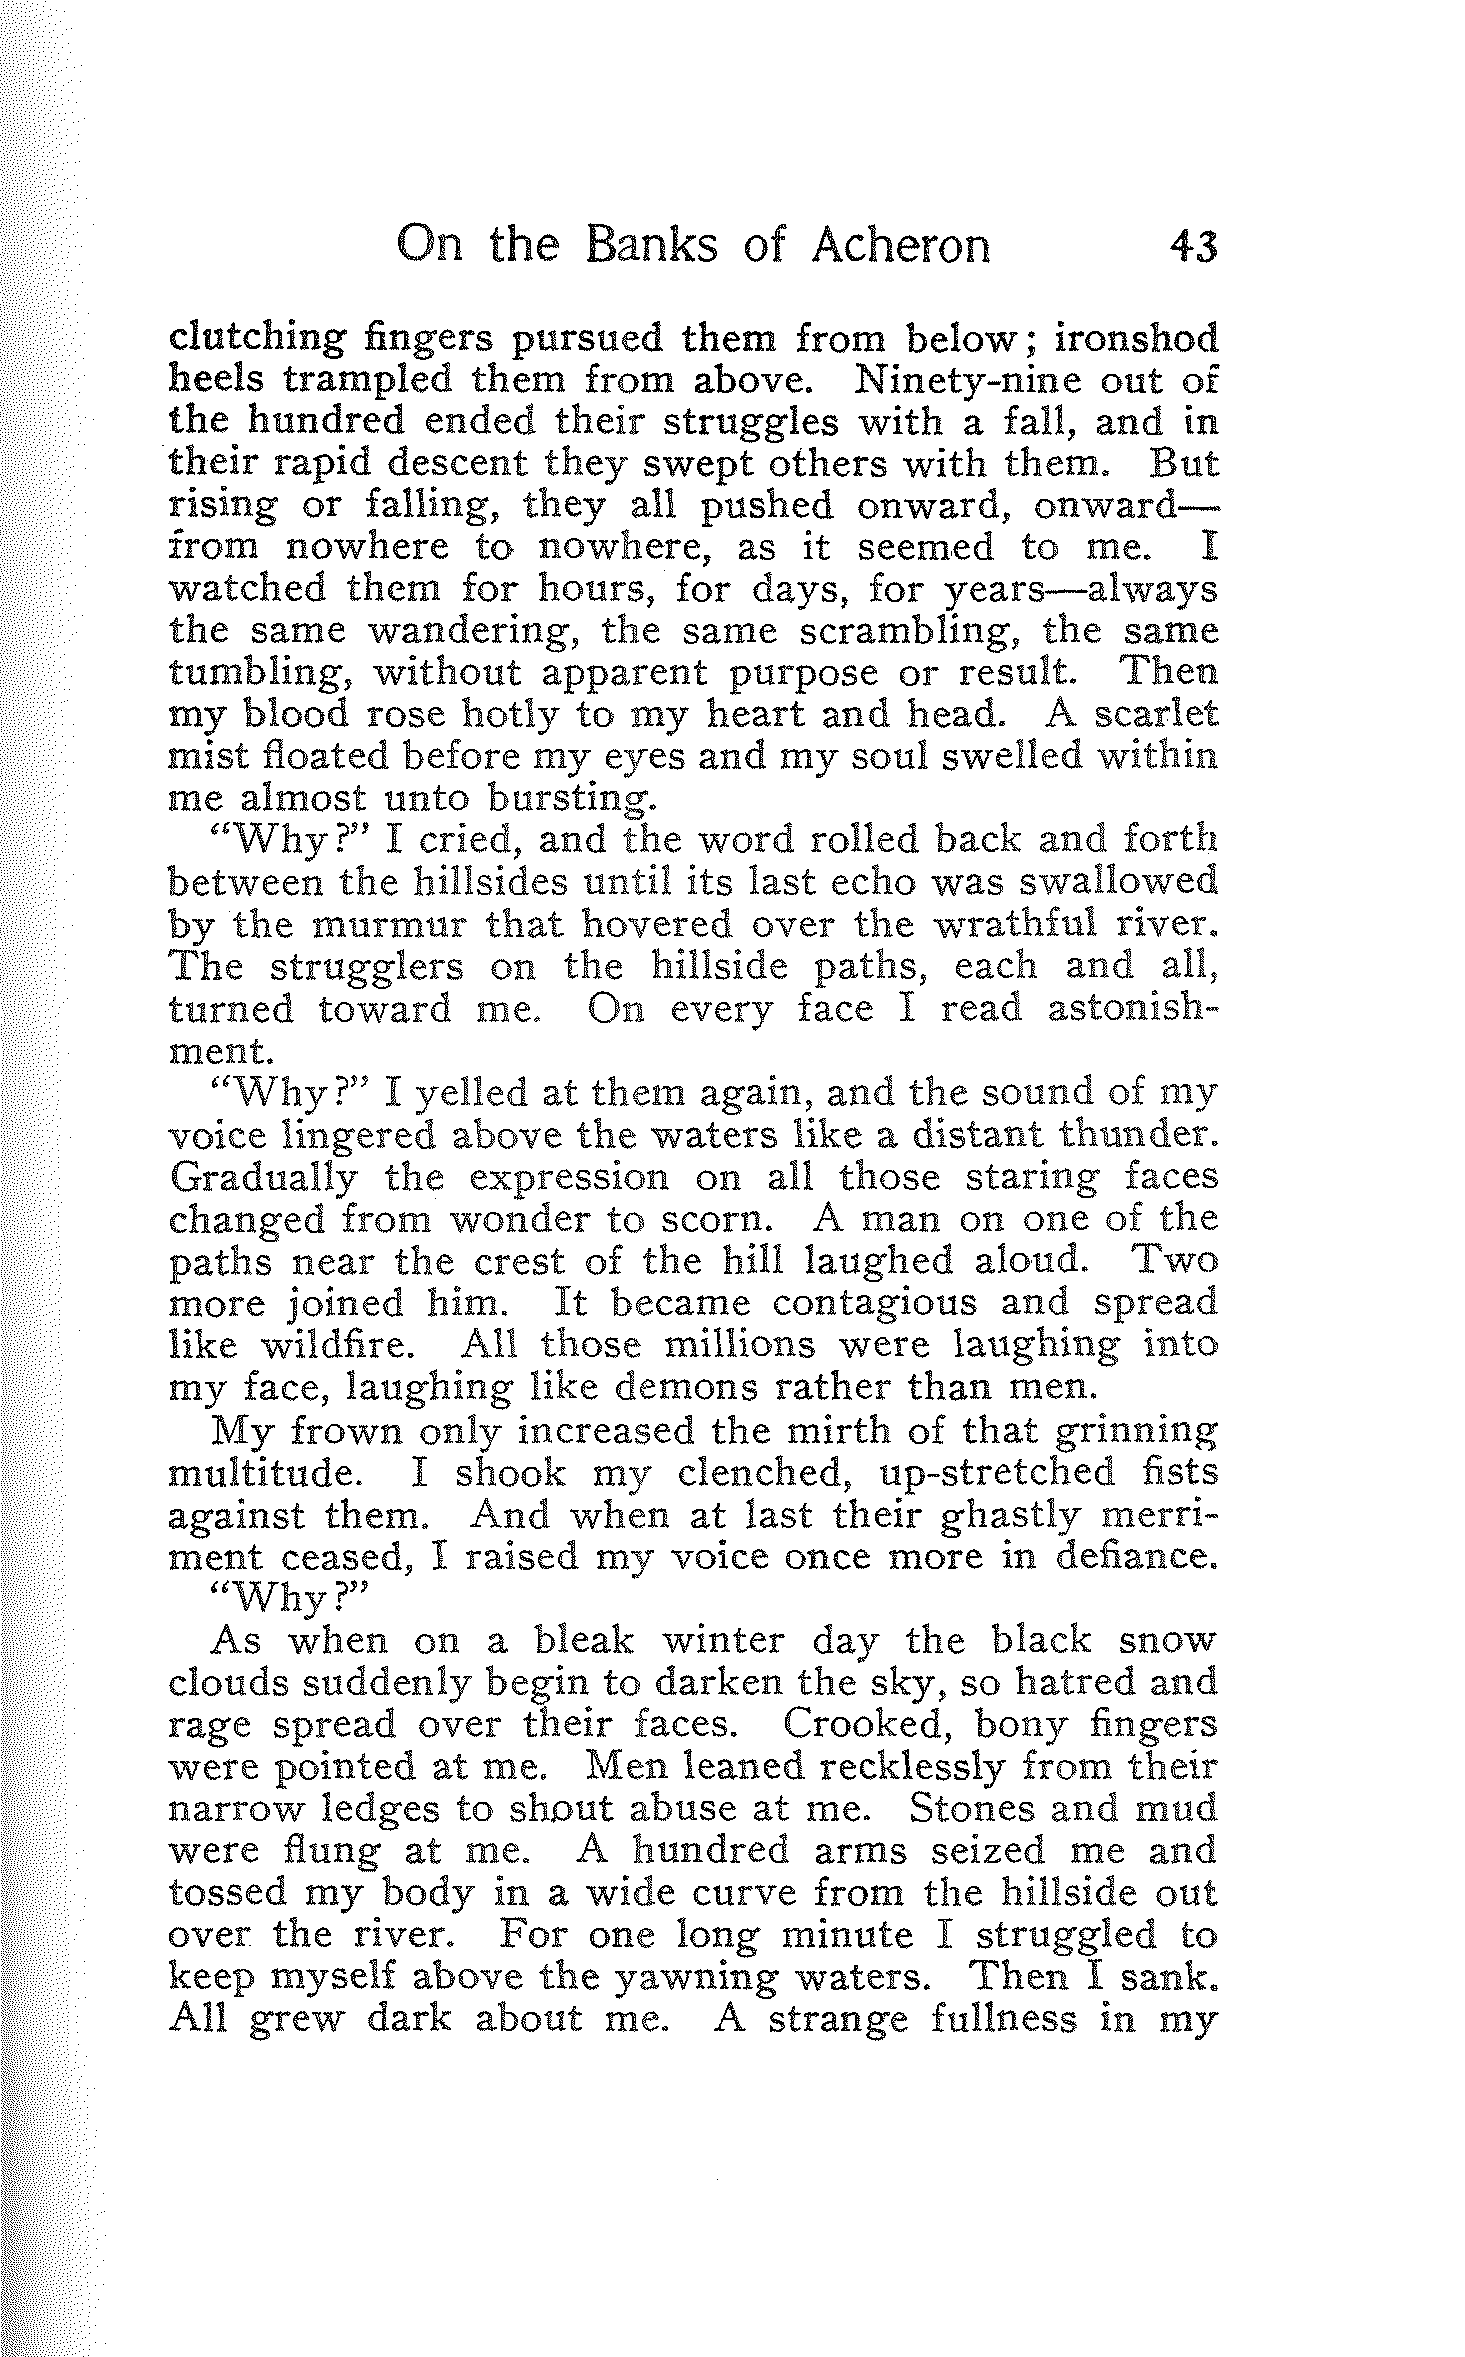 On the Banks of Acheron 43
clutching fingers pursued them from below; ironshod
heels trampled them from above. Ninety-nine out of
the hundred ended their struggles with a fall, and in
their rapid descent they swept others with them. But
rising or falling, they all pushed onward, onward—
from nowhere to nowhere, as it seemed to me. I
watched them for hours, for days, for years—always
the same wandering, the same scrambling, the same
tumbling, without apparent purpose or result. Then
my blood rose hotly to my heart and head. A scarlet
mist floated before my eyes and my soul swelled within
me almost unto bursting.
"Why?" I cried, and the word rolled back and forth
between the hillsides until its last echo was swallowed
by the murmur that hovered over the wrathful river.
The strugglers on the hillside paths, each and all,
turned toward me. On every face I read astonish-
ment.
"Why?" I yelled at them again, and the sound of my
voice lingered above the waters like a distant thunder.
Gradually the expression on all those staring faces
changed from wonder to scorn. A man on one of the
paths near the crest of the hill laughed aloud. Two
more joined him. It became contagious and spread
like wildfire. All those millions were laughing into
my face, laughing like demons rather than men.
My frown only increased the mirth of that grinning
multitude. I shook my clenched, up-stretched fists
against them. And when at last their ghastly merri-
ment ceased, I raised my voice once more in defiance.
"Why?"
As when on a bleak winter day the black snow
clouds suddenly begin to darken the sky, so hatred and
rage spread over their faces. Crooked, bony fingers
were pointed at me. Men leaned recklessly from their
narrow ledges to shout abuse at me. Stones and mud
were flung at me. A hundred arms seized me and
tossed my body in a wide curve from the hillside out
over the river. For one long minute I struggled to
keep myself above the yawning waters. Then I sank.
All grew dark about me. A strange fullness in my